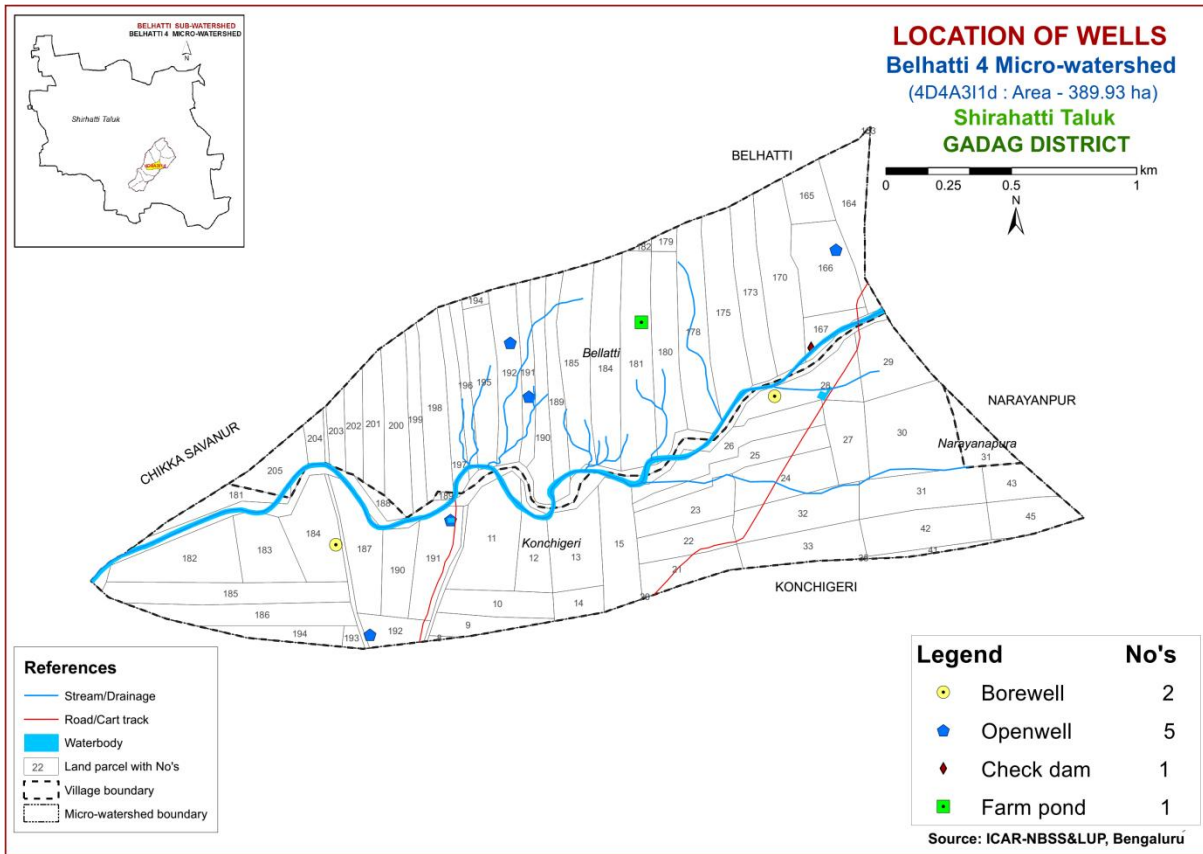 BELHATTI SUB-WATERSHED
BELHATTI 4 MICRO-WATERSHED
N
Shirhatti Taluk
LOCATION OF WELLS
Belhatti 4 Micro-watershed
(4D4A3I1d : Area - 389.93 ha)
Shirahatti Taluk
GADAG DISTRICT
km
0 0.25 0.5 1
N
BELHATTI
165
164
182 179
166
170
194
173
175
167
178
Bellatti
192 191
185
181 180
184
196 195
29
28
198
189
199
200
201
202
203
204
190
NARAYANPUR
CHIKKA SAVANUR
26
27
30
Narayanapura
205
197
25
31
181
24
43
188
189
23
31
184
Konchigeri
32
42
45
182
183
187
11
15
22
190
191
12
13
33
41
21
KONCHIGERI
185
10
14
186
9
192
194
193
8
References
Stream/Drainage
Road/Cart track
Waterbody
22 Land parcel with No's
Village boundary
Micro-watershed boundary
Legend No's
Borewell 2
Openwell 5
Check dam 1
Farm pond 1
Source: ICAR-NBSS&LUP, Bengaluru